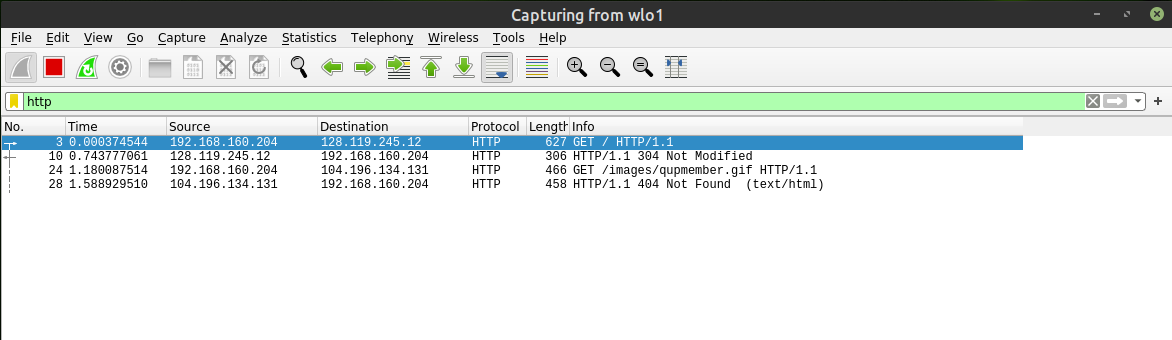 Capturing from wlo1
File Edit View Go Capture Analyze Statistics Telephony Wireless Tools Help
http
No. Time Source Destination Protocol Length Info
3 0.000374544 192.168.160.204 128.119.245.12 HTTP 627 GET / HTTP/1.1
10 0.743777061 128.119.245.12 192.168.160.204 HTTP 306 HTTP/1.1 304 Not Modified
24 1.180087514 192.168.160.204 104.196.134.131 HTTP 466 GET /images/qupmember.gif HTTP/1.1
28 1.588929510 104.196.134.131 192.168.160.204 HTTP 458 HTTP/1.1 404 Not Found (text/html)